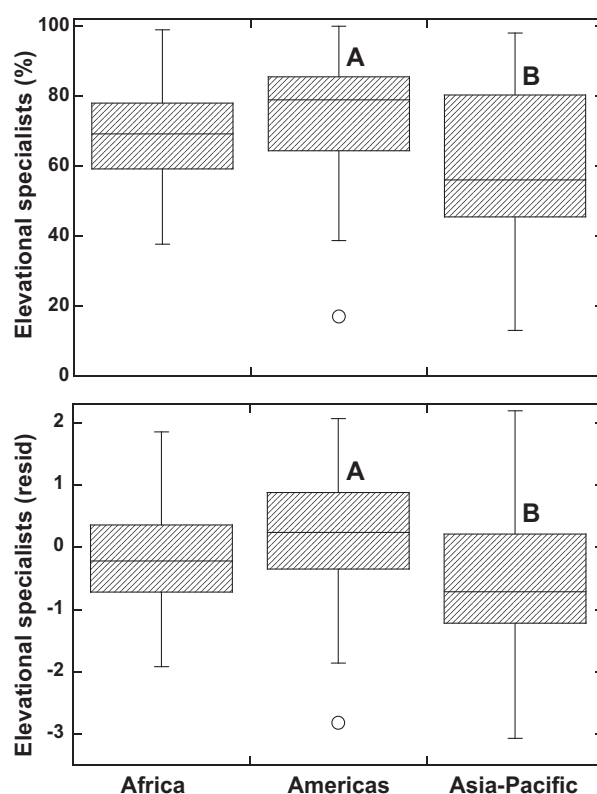 Elevational specialists (%)
100
80
60
40
20
0
A
B
Elevational specialists (resid)
2
1
0
-1
-2
-3
A
B
Africa
Americas
Asia-Pacific